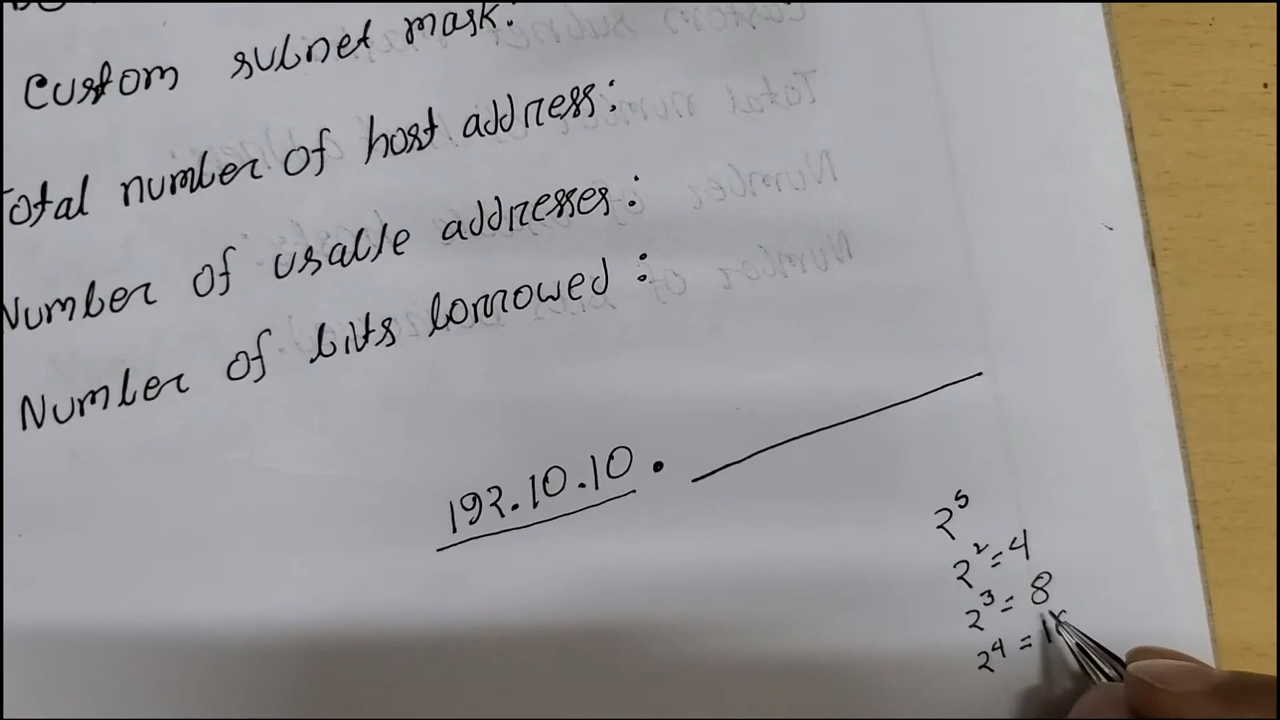 Custom subnet mask:
Total number of host address:
Number of usable addresses:
Number of bits borrowed:
192.10.10.
2^5
2^2 = 4
2^3 = 8
2^4 =